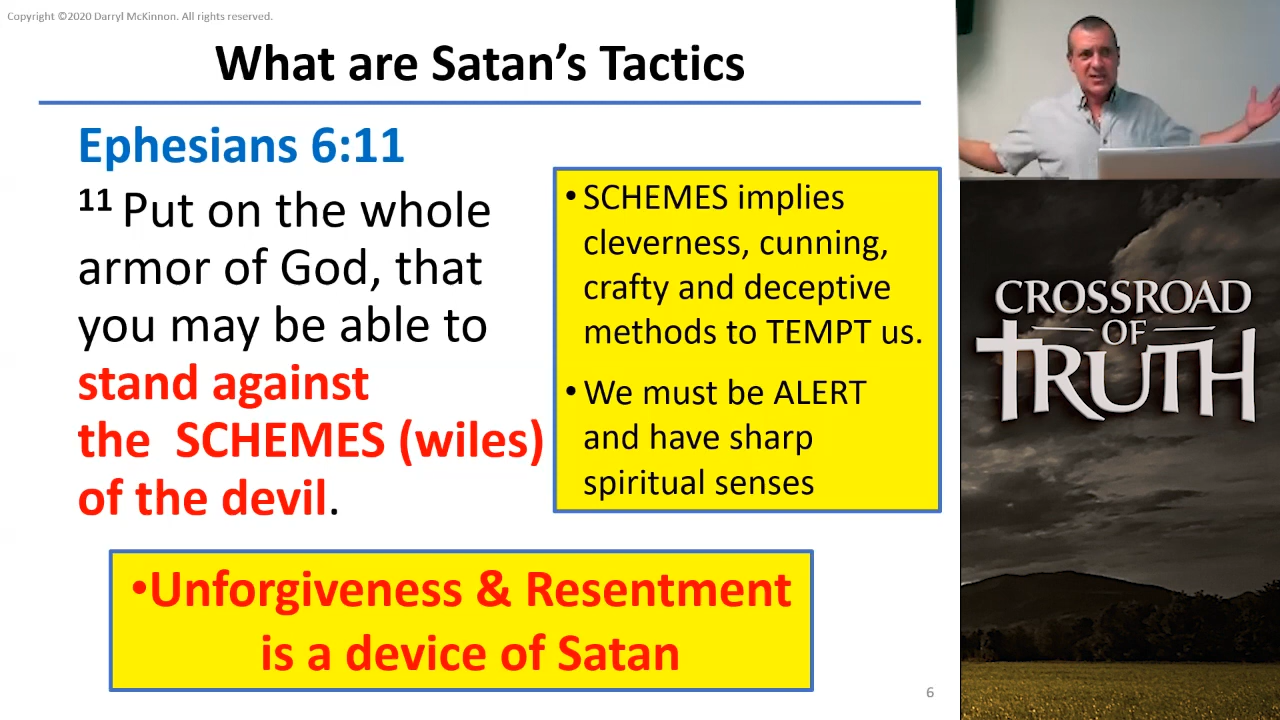 Copyright ©2020 Darryl McKinnon. All rights reserved.
What are Satan’s Tactics
Ephesians 6:11
11 Put on the whole
armor of God, that
you may be able to
stand against
the SCHEMES (wiles)
of the devil.
• SCHEMES implies
cleverness, cunning,
crafty and deceptive
methods to TEMPT us.
• We must be ALERT
and have sharp
spiritual senses
•Unforgiveness & Resentment
is a device of Satan
6
CROSSROAD
OF
TRUTH